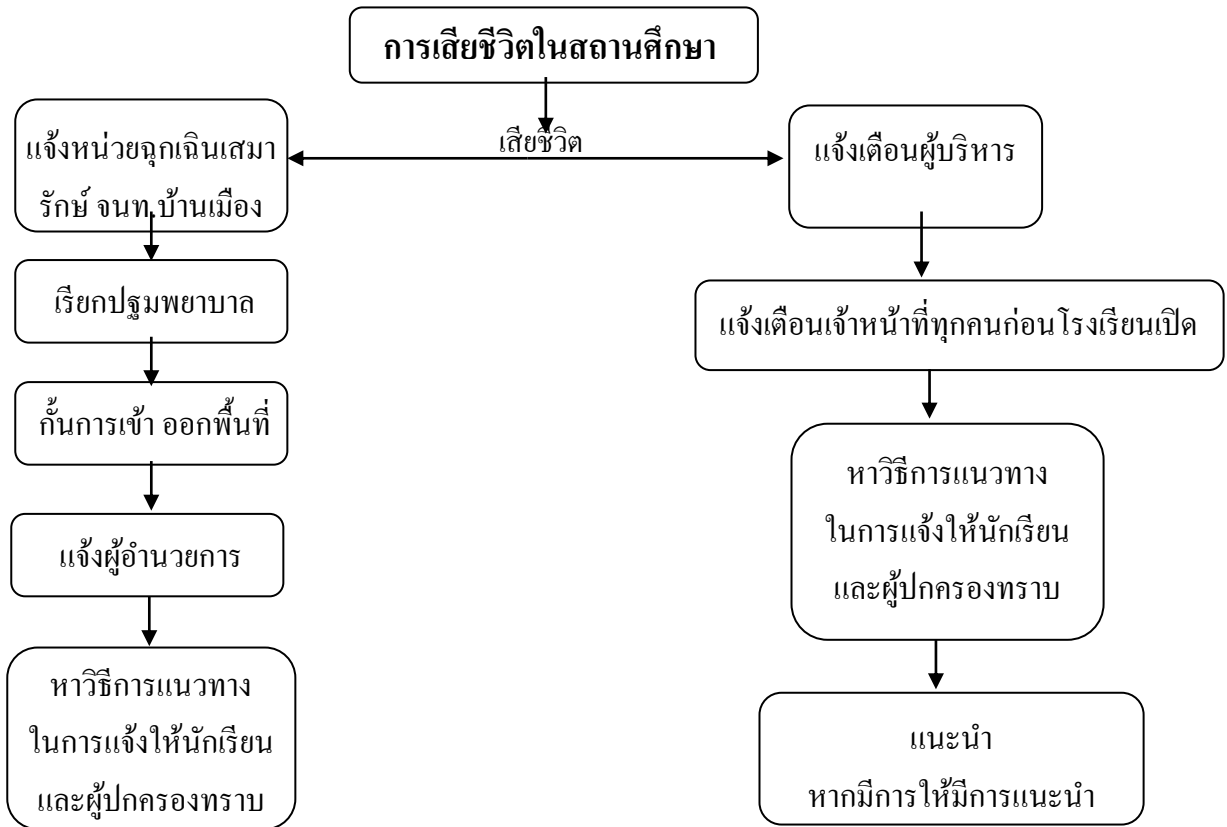 การเสียชีวิตในสถานศึกษา
เสียชีวิต
แจ้งหน่วยฉุกเฉินเสมา
รักษ์ จนท.บ้านเมือง
เรียกปฐมพยาบาล
กั้นการเข้า ออกพื้นที่
แจ้งผู้อำนวยการ
หาวิธีการแนวทาง
ในการแจ้งให้นักเรียน
และผู้ปกครองทราบ
แจ้งเตือนผู้บริหาร
แจ้งเตือนเจ้าหน้าที่ทุกคนก่อนโรงเรียนเปิด
หาวิธีการแนวทาง
ในการแจ้งให้นักเรียน
และผู้ปกครองทราบ
แนะนำ
หากมีการให้มีการแนะนำ